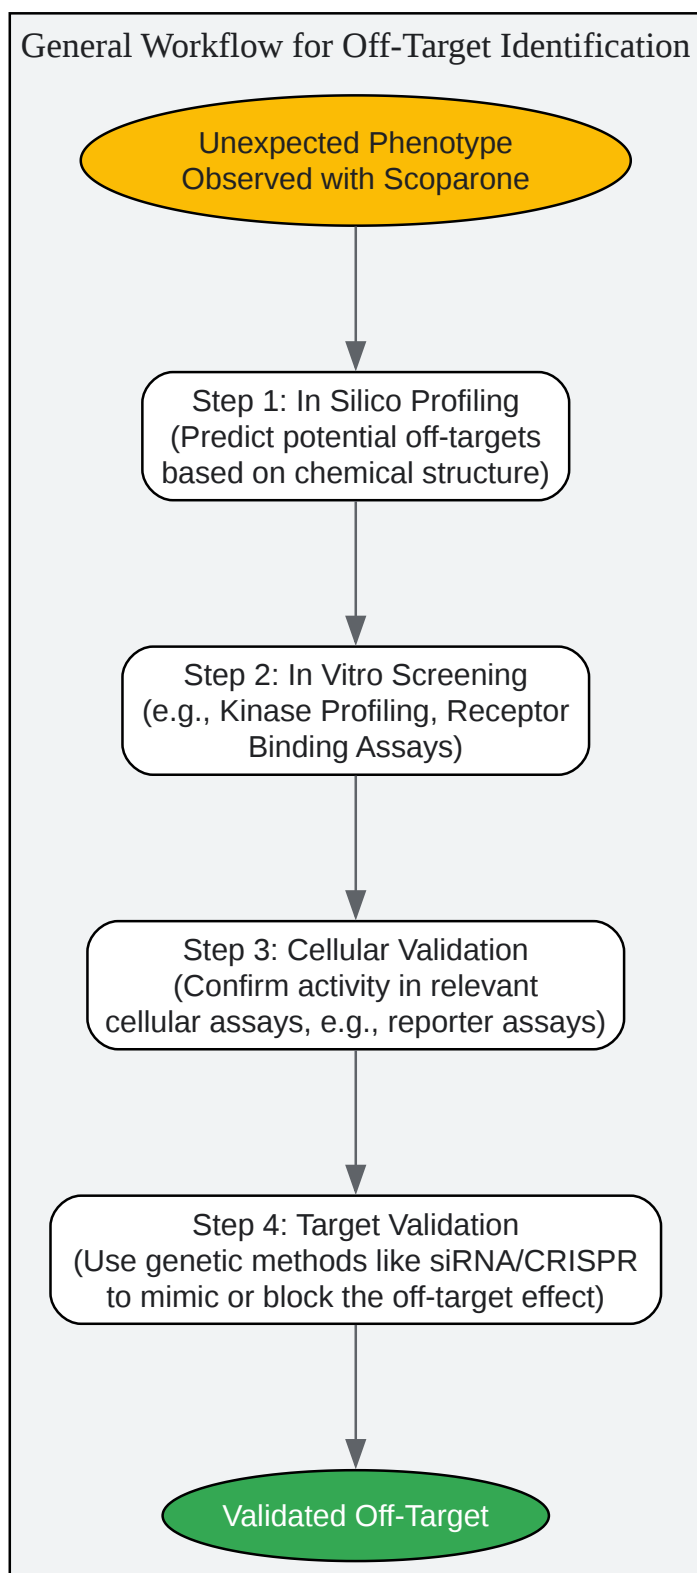 General Workflow for Off-Target Identification
Unexpected Phenotype
Observed with Scoparone
Step 1: In Silico Profiling
(Predict potential off-targets
based on chemical structure)
Step 2: In Vitro Screening
(e.g., Kinase Profiling, Receptor
Binding Assays)
Step 3: Cellular Validation
(Confirm activity in relevant
cellular assays, e.g., reporter assays)
Step 4: Target Validation
(Use genetic methods like siRNA/CRISPR
to mimic or block the off-target effect)
Validated Off-Target